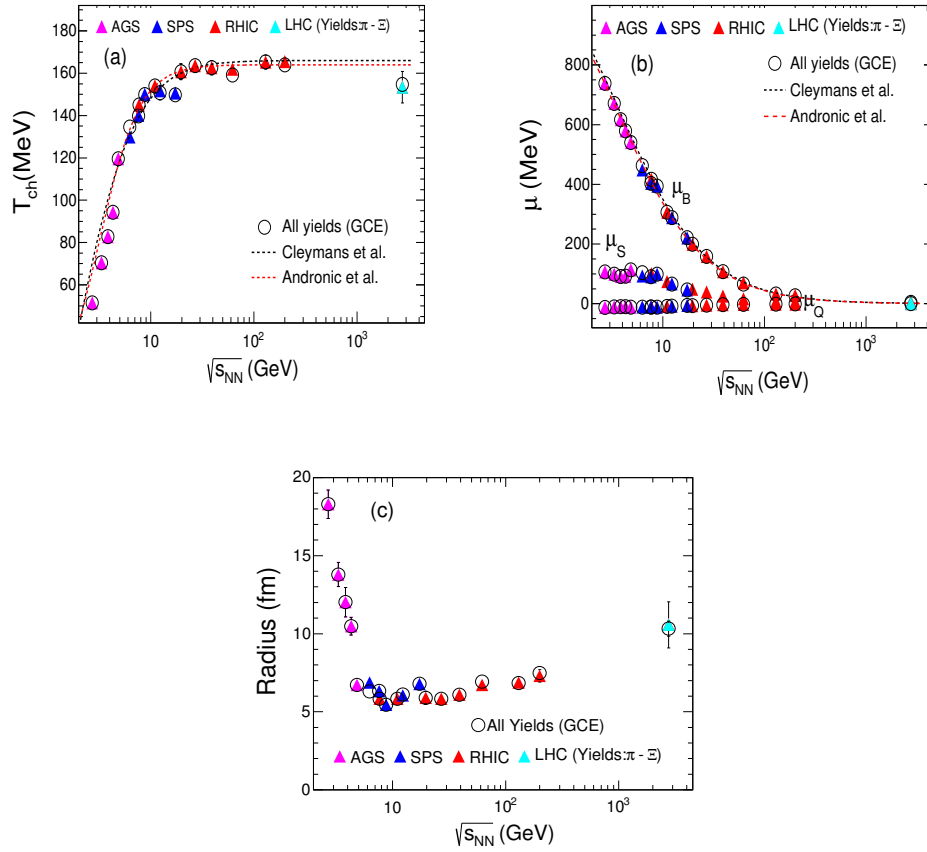 AGS SPS RHIC LHC (Yields:π - Ξ)
(a)
T_ch (MeV)
180
160
140
120
100
80
60
All yields (GCE)
Cleymans et al.
Andronic et al.
10 10² 10³
√s_NN (GeV)
AGS SPS RHIC LHC (Yields:π - Ξ)
(b)
All yields (GCE)
Cleymans et al.
Andronic et al.
μ (MeV)
800
600
400
200
0
μ_B
μ_S
μ_Q
10 10² 10³
√s_NN (GeV)
(c)
Radius (fm)
20
15
10
5
0
All Yields (GCE)
AGS SPS RHIC LHC (Yields:π - Ξ)
10 10² 10³
√s_NN (GeV)